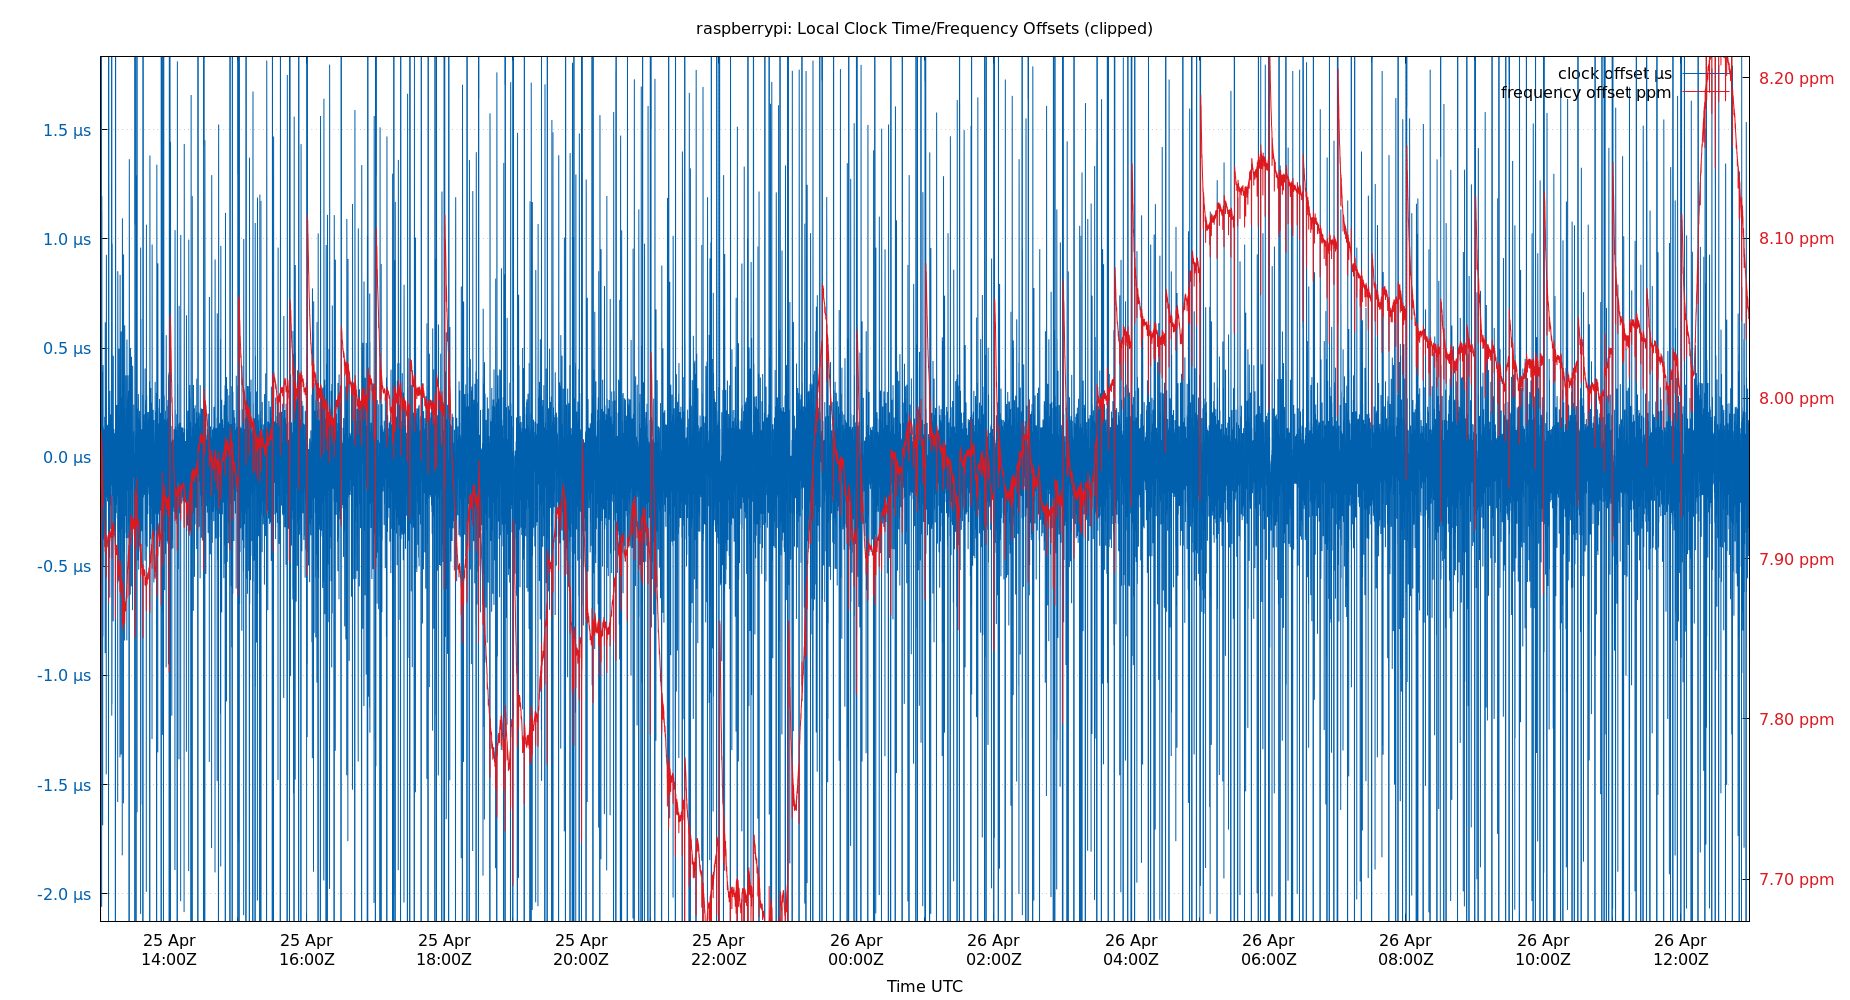 raspberrypi: Local Clock Time/Frequency Offsets (clipped)
clock offset µs
frequency offset ppm
1.5 µs
1.0 µs
0.5 µs
0.0 µs
-0.5 µs
-1.0 µs
-1.5 µs
-2.0 µs
8.20 ppm
8.10 ppm
8.00 ppm
7.90 ppm
7.80 ppm
7.70 ppm
25 Apr
14:00Z
25 Apr
16:00Z
25 Apr
18:00Z
25 Apr
20:00Z
25 Apr
22:00Z
26 Apr
00:00Z
26 Apr
02:00Z
26 Apr
04:00Z
26 Apr
06:00Z
26 Apr
08:00Z
26 Apr
10:00Z
26 Apr
12:00Z
Time UTC